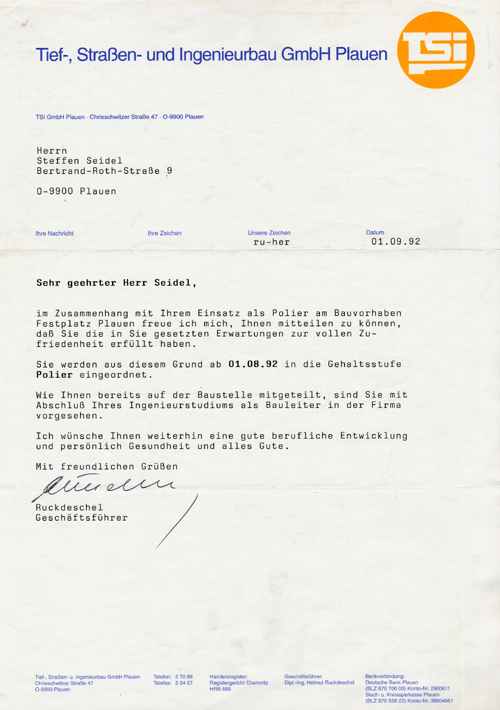 Tief-, Straßen- und Ingenieurbau GmbH Plauen
TSi
TSI GmbH Plauen · Chrieschwitzer Straße 47 · O-9900 Plauen
Herrn
Steffen Seidel
Bertrand-Roth-Straße 9
O-9900 Plauen
Ihre Nachricht Ihre Zeichen Unsere Zeichen Datum
ru-her 01.09.92
Sehr geehrter Herr Seidel,
im Zusammenhang mit Ihrem Einsatz als Polier am Bauvorhaben
Festplatz Plauen freue ich mich, Ihnen mitteilen zu können,
daß Sie die in Sie gesetzten Erwartungen zur vollen Zu-
friedenheit erfüllt haben.
Sie werden aus diesem Grund ab 01.08.92 in die Gehaltsstufe
Polier eingeordnet.
Wie Ihnen bereits auf der Baustelle mitgeteilt, sind Sie mit
Abschluß Ihres Ingenieurstudiums als Bauleiter in der Firma
vorgesehen.
Ich wünsche Ihnen weiterhin eine gute berufliche Entwicklung
und persönlich Gesundheit und alles Gute.
Mit freundlichen Grüßen
Ruckdeschel
Geschäftsführer
Tief-, Straßen- u. Ingenieurbau GmbH Plauen
Chrieschwitzer Straße 47
O-9900 Plauen
Telefon: 2 70 88
Telefax: 2 34 57
Handelsregister:
Registergericht Chemnitz
HRB 889
Geschäftsführer:
Dipl.-Ing. Helmut Ruckdeschel
Bankverbindung:
Deutsche Bank Plauen
(BLZ 870 700 00) Konto-Nr. 2900611
Stadt- u. Kreissparkasse Plauen
(BLZ 870 550 22) Konto-Nr. 39004661